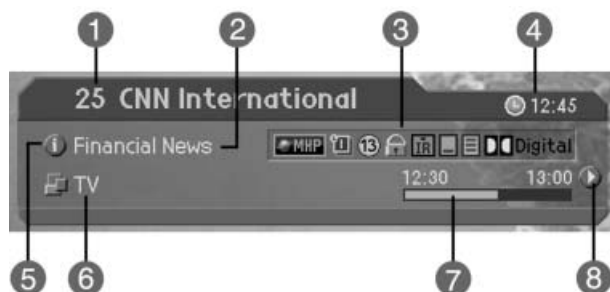 1 2 3 4
25 CNN International 12:45
i Financial News MHP 13 IR Digital
TV 12:30 13:00
5 6 7 8